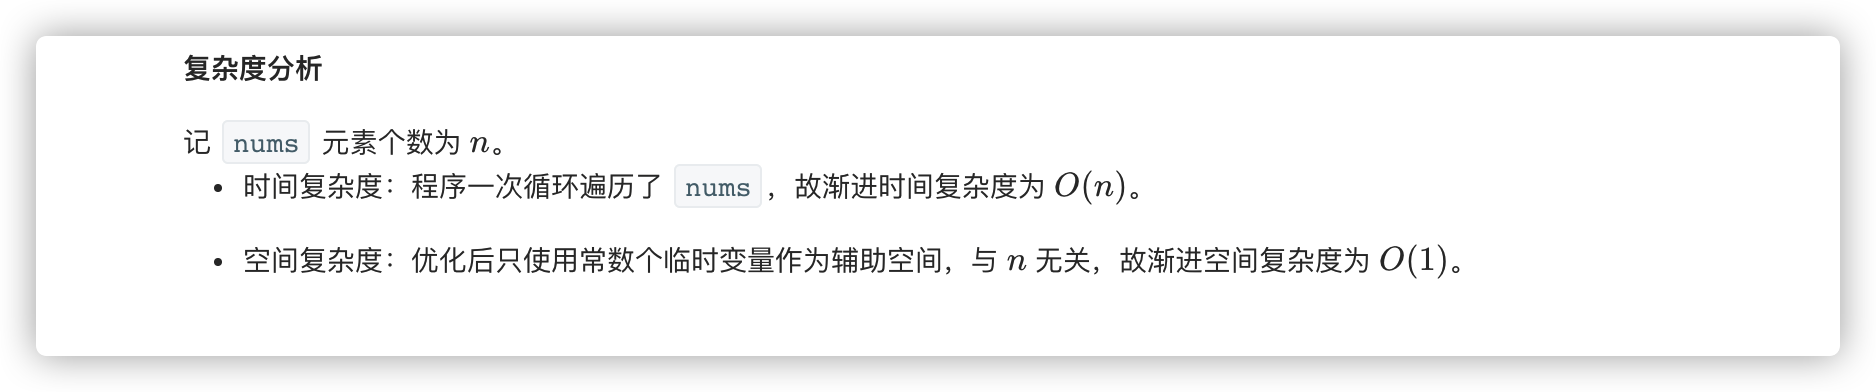 复杂度分析
记 nums 元素个数为 n。
• 时间复杂度：程序一次循环遍历了 nums，故渐进时间复杂度为 O(n)。
• 空间复杂度：优化后只使用常数个临时变量作为辅助空间，与 n 无关，故渐进空间复杂度为 O(1)。